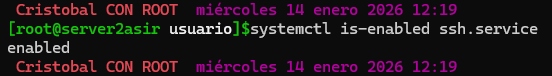 Cristobal CON ROOT miércoles 14 enero 2026 12:19
[root@server2asir usuario]$systemctl is-enabled ssh.service
enabled
Cristobal CON ROOT miércoles 14 enero 2026 12:19